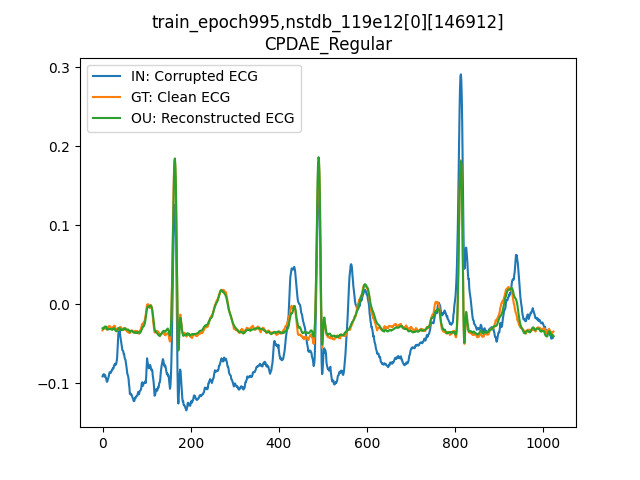 train_epoch995,nstdb_119e12[0][146912]
CPDAE_Regular
IN: Corrupted ECG
GT: Clean ECG
OU: Reconstructed ECG
0.3
0.2
0.1
0.0
−0.1
0 200 400 600 800 1000